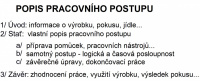 POPIS PRACOVNÍHO POSTUPU
1/ Úvod: informace o výrobku, pokusu, jídle...
2/ Stať: vlastní popis pracovního postupu
a/ příprava pomůcek, pracovních nástrojů...
b/ samotný postup - logická a časová posloupnost
c/ závěrečné úpravy, dokončovací práce
3/ Závěr: zhodnocení práce, využití výrobku, výsledek pokusu...